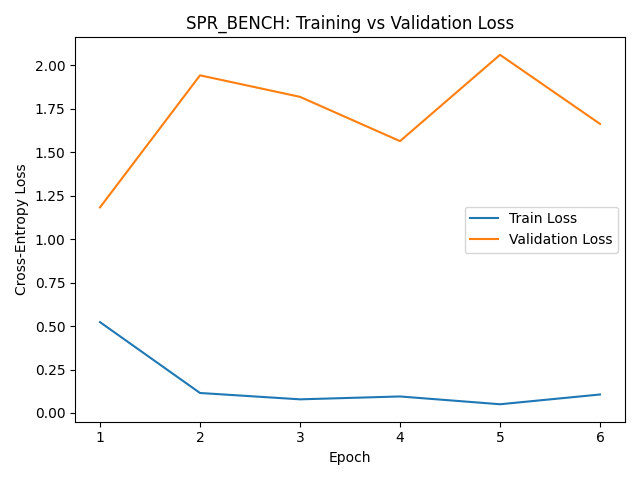 SPR_BENCH: Training vs Validation Loss
Cross-Entropy Loss
2.00
1.75
1.50
1.25
1.00
0.75
0.50
0.25
0.00
Train Loss
Validation Loss
1 2 3 4 5 6
Epoch